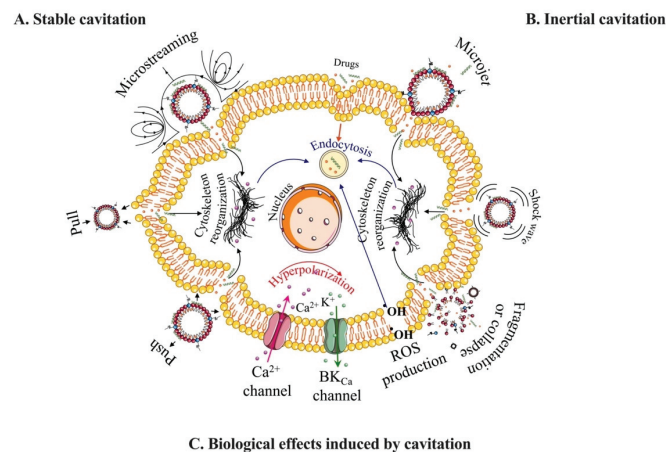 A. Stable cavitation
B. Inertial cavitation
Microstreaming
Drugs
Microjet
Endocytosis
Pull
Cytoskeleton
reorganization
Nucleus
Cytoskeleton
reorganization
Shock wave
Push
Hyperpolarization
Ca²⁺ K⁺
OH
OH
Ca²⁺
channel
BKCa
channel
ROS
production
Fragmentation
or collapse
C. Biological effects induced by cavitation